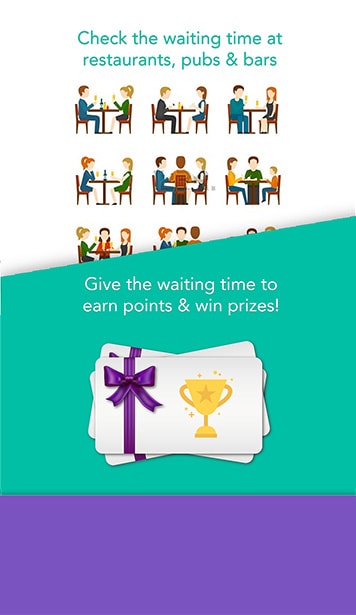 Check the waiting time at
restaurants, pubs & bars
Give the waiting time to
earn points & win prizes!